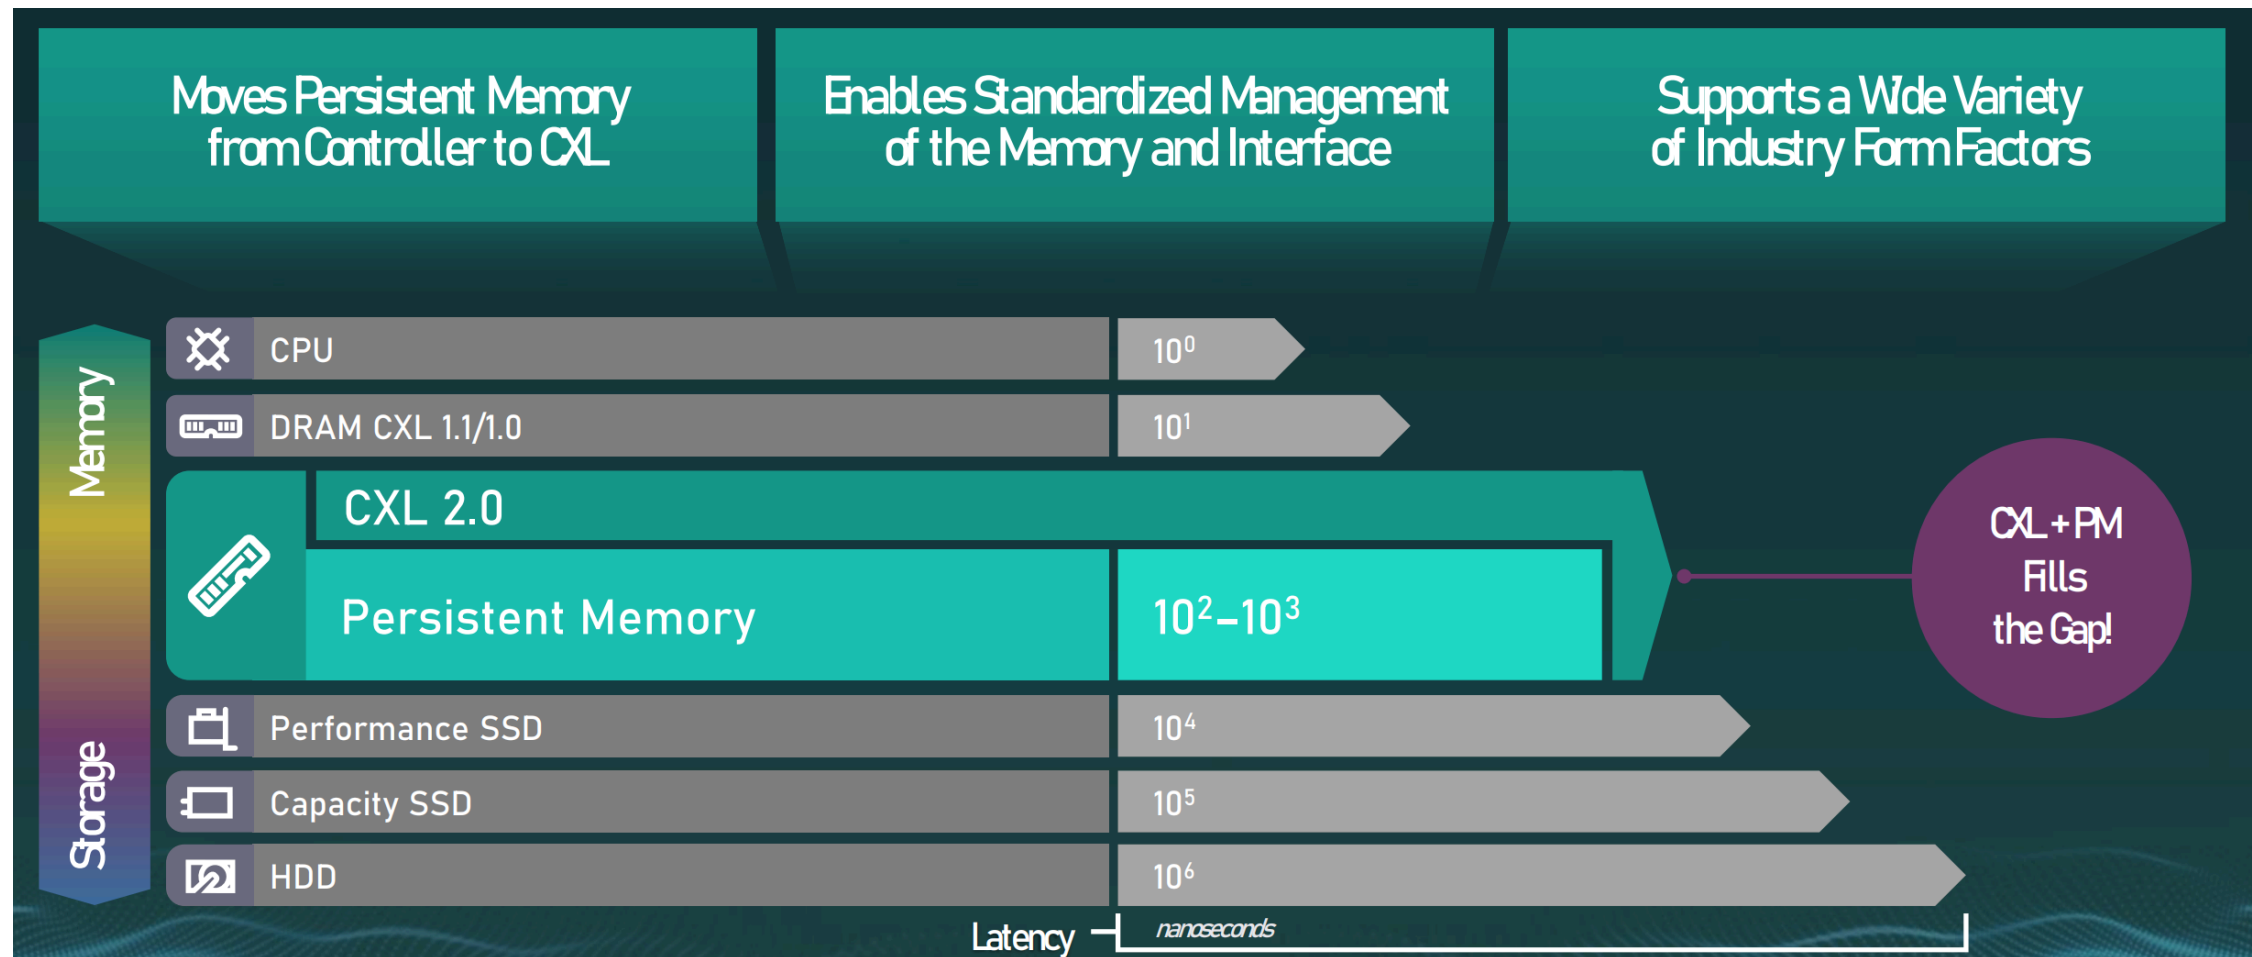 Moves Persistent Memory
from Controller to CXL
Enables Standardized Management
of the Memory and Interface
Supports a Wide Variety
of Industry Form Factors
Memory
Storage
CPU
10⁰
DRAM CXL 1.1/1.0
10¹
CXL 2.0
Persistent Memory
10²–10³
CXL + PM
Fills
the Gap!
Performance SSD
10⁴
Capacity SSD
10⁵
HDD
10⁶
Latency
nanoseconds